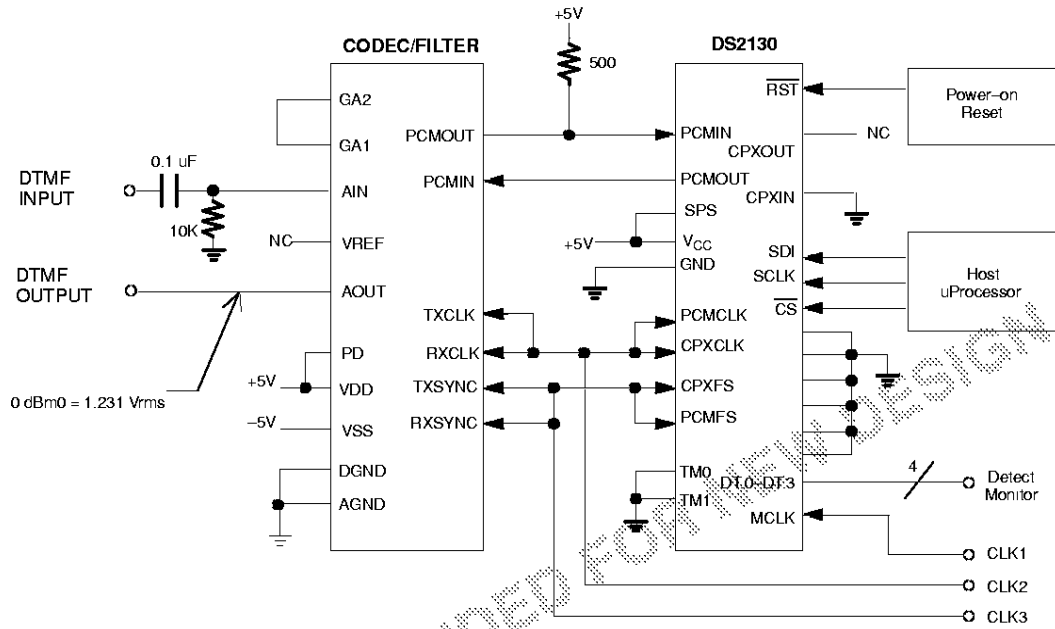 +5V
CODEC/FILTER
DS2130
500
RST
Power–on
Reset
GA2
GA1
PCMOUT
PCMIN
NC
CPXOUT
0.1 uF
DTMF
INPUT
AIN
PCMIN
PCMOUT
CPXIN
10K
SPS
NC
VREF
+5V
VCC
GND
SDI
SCLK
CS
Host
uProcessor
DTMF
OUTPUT
AOUT
TXCLK
PCMCLK
RXCLK
CPXCLK
PD
+5V
VDD
TXSYNC
CPXFS
0 dBm0 = 1.231 Vrms
–5V
VSS
RXSYNC
PCMFS
DGND
AGND
TM0
TM1
DT0–DT3
4
Detect
Monitor
MCLK
CLK1
CLK2
CLK3
FOR NEW DESIGN